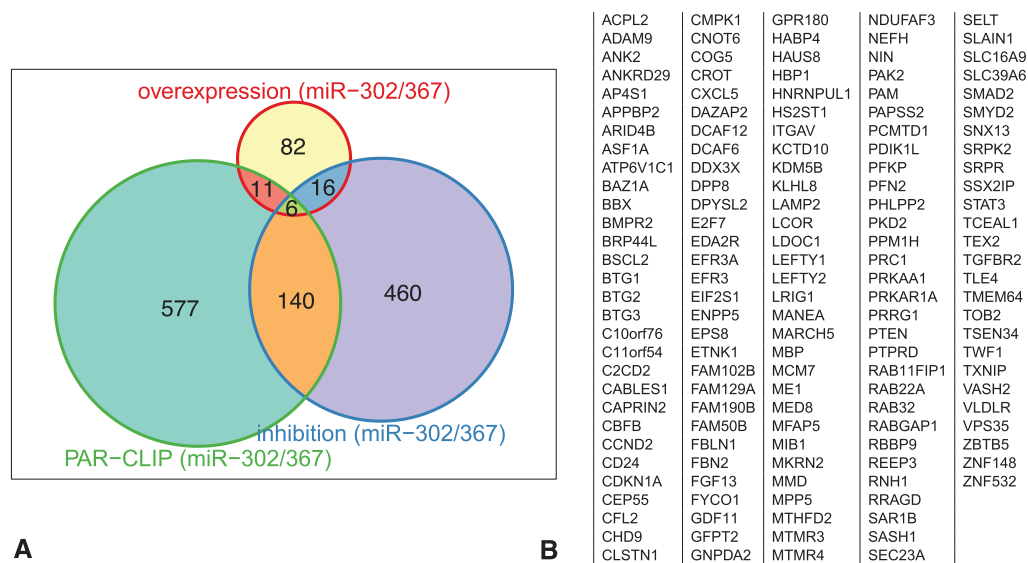 overexpression (miR−302/367)
82
11
16
6
577
140
460
inhibition (miR−302/367)
PAR−CLIP (miR−302/367)
A
B
ACPL2
ADAM9
ANK2
ANKRD29
AP4S1
APPBP2
ARID4B
ASF1A
ATP6V1C1
BAZ1A
BBX
BMPR2
BRP44L
BSCL2
BTG1
BTG2
BTG3
C10orf76
C11orf54
C2CD2
CABLES1
CAPRIN2
CBFB
CCND2
CD24
CDKN1A
CEP55
CFL2
CHD9
CLSTN1
CMPK1
CNOT6
COG5
CROT
CXCL5
DAZAP2
DCAF12
DCAF6
DDX3X
DPP8
DPYSL2
E2F7
EDA2R
EFR3A
EFR3
EIF2S1
ENPP5
EPS8
ETNK1
FAM102B
FAM129A
FAM190B
FAM50B
FBLN1
FBN2
FGF13
FYCO1
GDF11
GFPT2
GNPDA2
GPR180
HABP4
HAUS8
HBP1
HNRNPUL1
HS2ST1
ITGAV
KCTD10
KDM5B
KLHL8
LAMP2
LCOR
LDOC1
LEFTY1
LEFTY2
LRIG1
MANEA
MARCH5
MBP
MCM7
ME1
MED8
MFAP5
MIB1
MKRN2
MMD
MPP5
MTHFD2
MTMR3
MTMR4
NDUFAF3
NEFH
NIN
PAK2
PAM
PAPSS2
PCMTD1
PDIK1L
PFKP
PFN2
PHLPP2
PKD2
PPM1H
PRC1
PRKAA1
PRKAR1A
PRRG1
PTEN
PTPRD
RAB11FIP1
RAB22A
RAB32
RABGAP1
RBBP9
REEP3
RNH1
RRAGD
SAR1B
SASH1
SEC23A
SELT
SLAIN1
SLC16A9
SLC39A6
SMAD2
SMYD2
SNX13
SRPK2
SRPR
SSX2IP
STAT3
TCEAL1
TEX2
TGFBR2
TLE4
TMEM64
TOB2
TSEN34
TWF1
TXNIP
VASH2
VLDLR
VPS35
ZBTB5
ZNF148
ZNF532